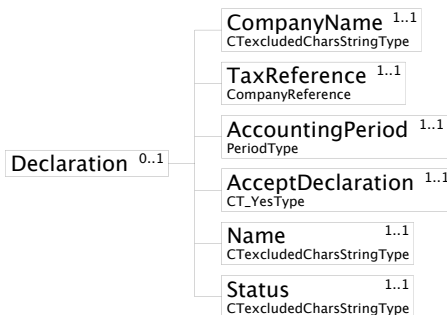 CompanyName 1..1
CTexcludedCharsStringType
TaxReference 1..1
CompanyReference
AccountingPeriod 1..1
PeriodType
Declaration 0..1
AcceptDeclaration 1..1
CT_YesType
Name 1..1
CTexcludedCharsStringType
Status 1..1
CTexcludedCharsStringType